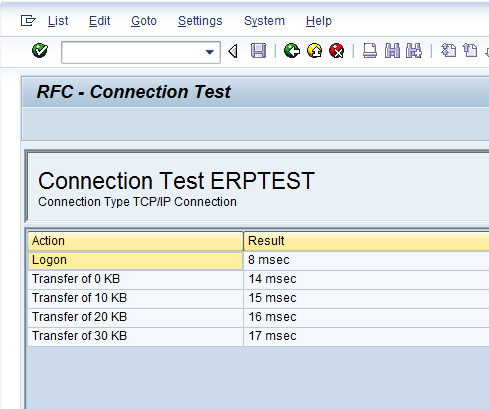 List Edit Goto Settings System Help
RFC - Connection Test
Connection Test ERPTEST
Connection Type TCP/IP Connection
Action Result
Logon 8 msec
Transfer of 0 KB 14 msec
Transfer of 10 KB 15 msec
Transfer of 20 KB 16 msec
Transfer of 30 KB 17 msec